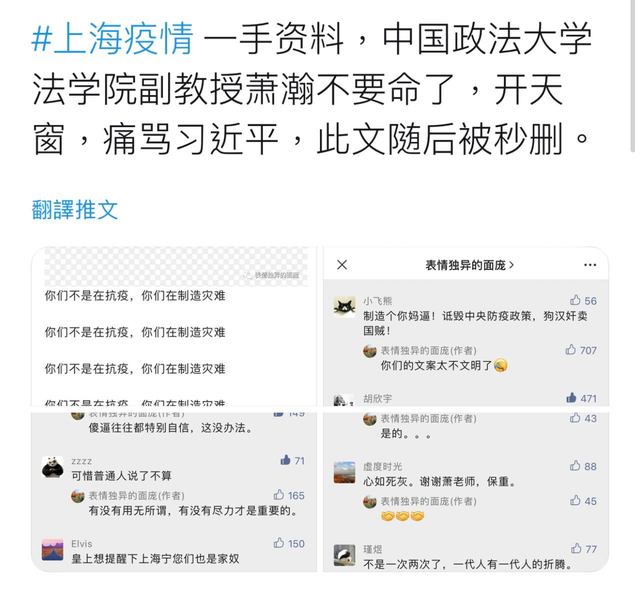 #上海疫情 一手资料，中国政法大学
法学院副教授萧瀚不要命了，开天
窗，痛骂习近平，此文随后被秒删。
翻譯推文
表情独异的面庞
你们不是在抗疫，你们在制造灾难
你们不是在抗疫，你们在制造灾难
你们不是在抗疫，你们在制造灾难
你们不是在抗疫，你们在制造灾难
表情独异的面庞(作者) 149
傻逼往往都特别自信，这没办法。
zzzz 71
可惜普通人说了不算
表情独异的面庞(作者) 165
有没有用无所谓，有没有尽力才是重要的。
Elvis 150
皇上想提醒下上海宁您们也是家奴
表情独异的面庞
小飞熊 56
制造个你妈逼！诋毁中央防疫政策，狗汉奸卖
国贼！
表情独异的面庞(作者) 707
你们的文案太不文明了
胡欣宇 471
表情独异的面庞(作者) 43
是的。。。
虚度时光 88
心如死灰。谢谢萧老师，保重。
表情独异的面庞(作者) 45
瑾煜 77
不是一次两次了，一代人有一代人的折腾。